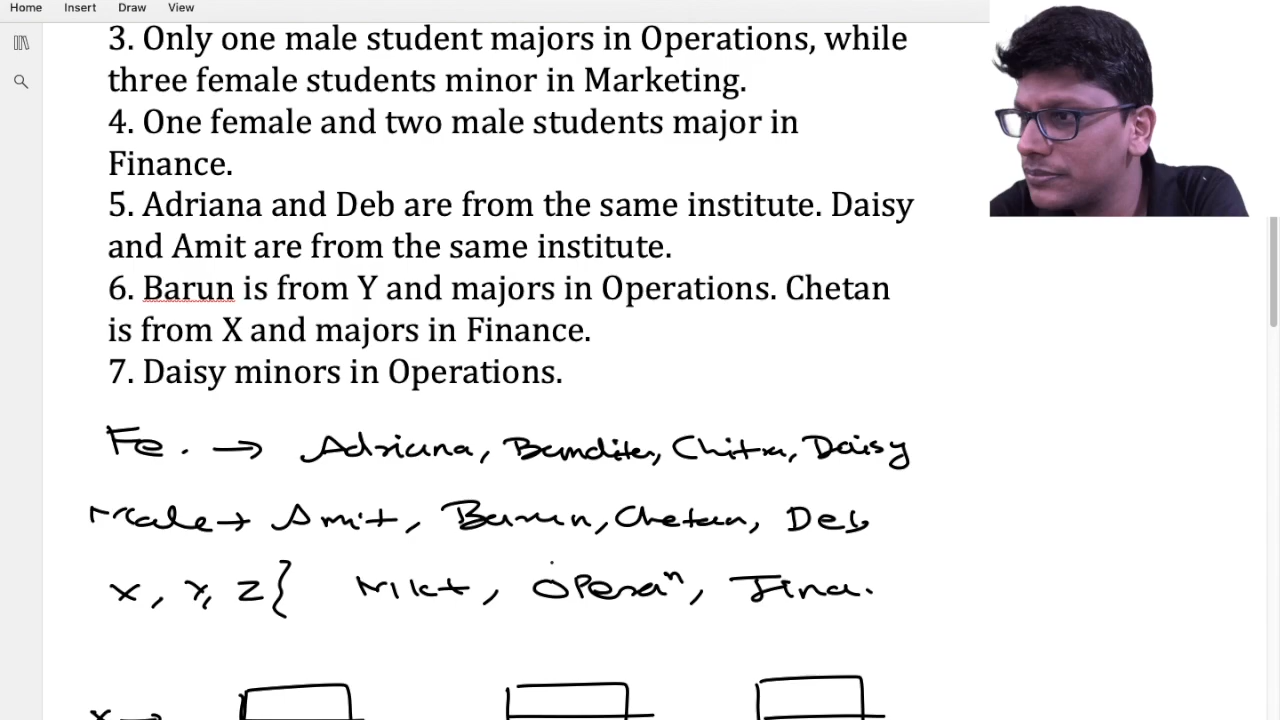 Home Insert Draw View
3. Only one male student majors in Operations, while
three female students minor in Marketing.
4. One female and two male students major in
Finance.
5. Adriana and Deb are from the same institute. Daisy
and Amit are from the same institute.
6. Barun is from Y and majors in Operations. Chetan
is from X and majors in Finance.
7. Daisy minors in Operations.
Fe. → Adriana, Bandita, Chitra, Daisy
Male → Amit, Barun, Chetan, Deb
X, Y, Z } Mkt, Operaⁿ, Fina.
X →